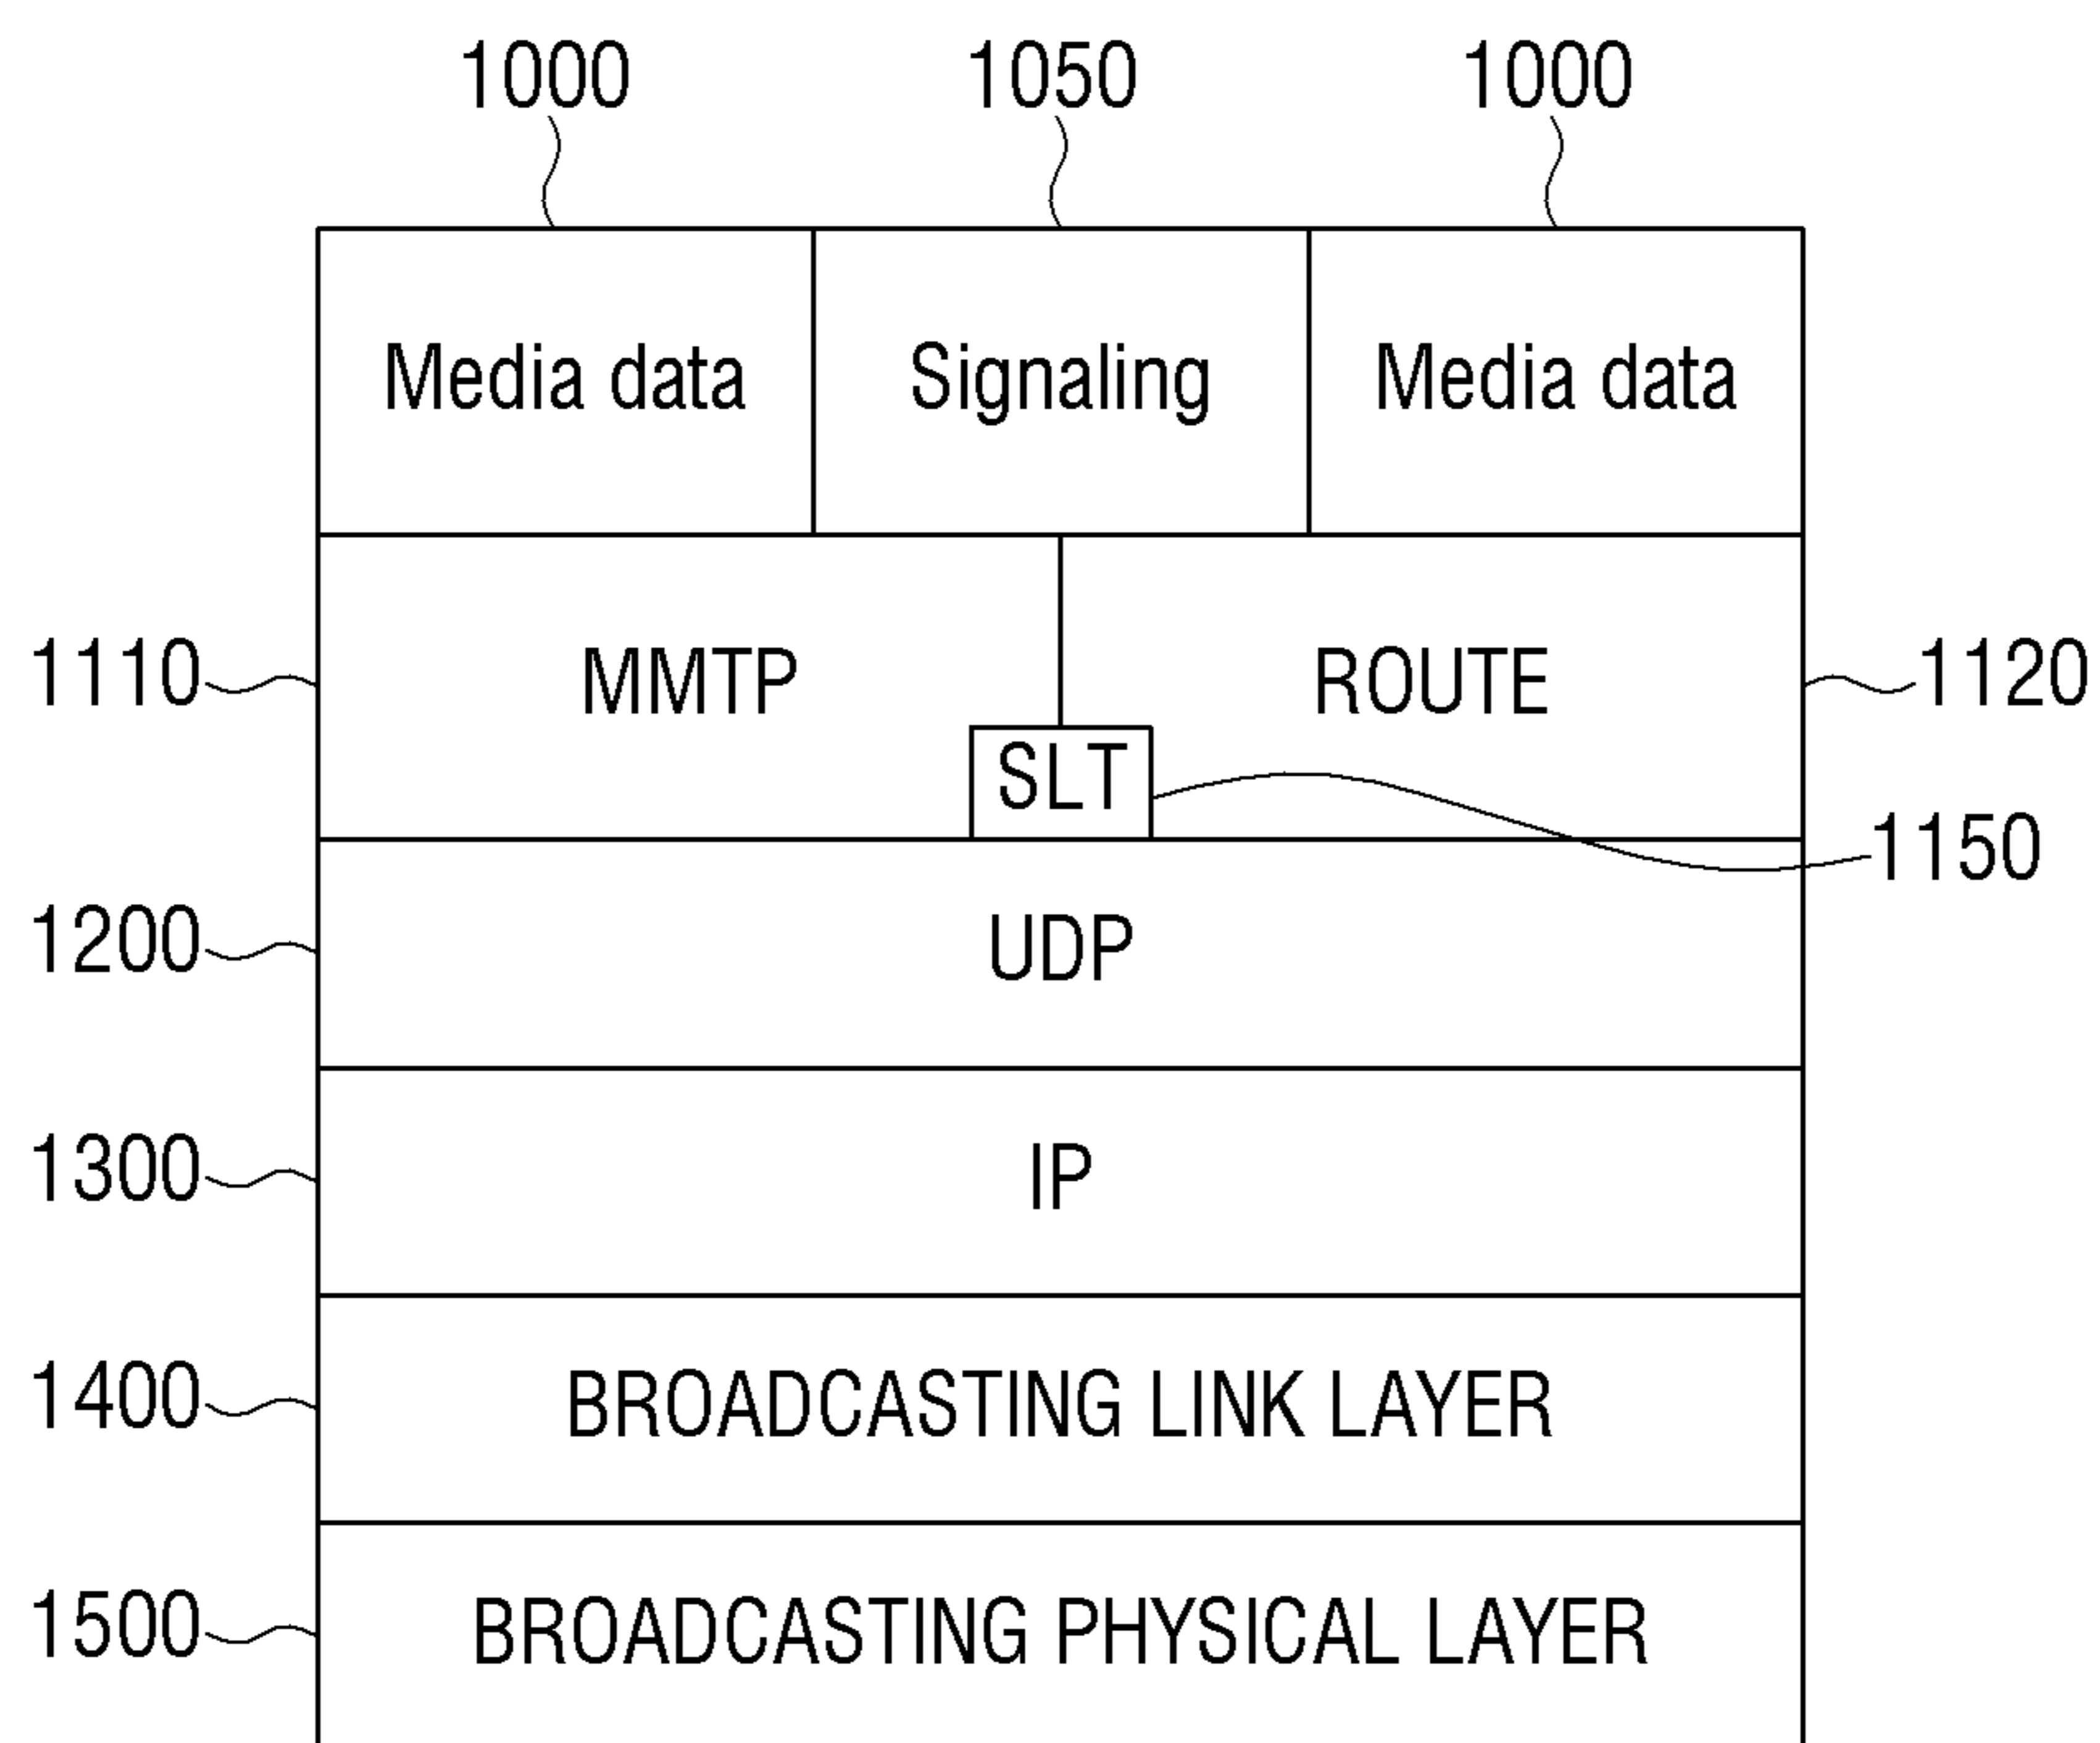 1000 1050 1000
Media data Signaling Media data
1110 MMTP ROUTE 1120
SLT
1150
1200 UDP
1300 IP
1400 BROADCASTING LINK LAYER
1500 BROADCASTING PHYSICAL LAYER